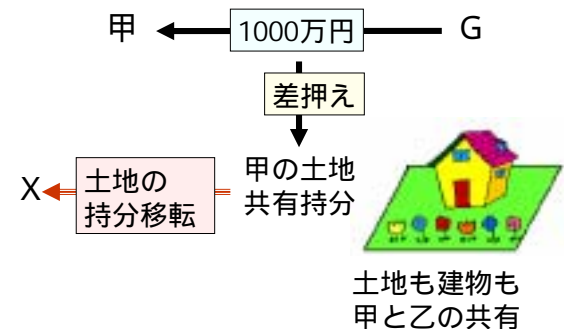 甲 1000万円 G
差押え
X 土地の
持分移転
甲の土地
共有持分
土地も建物も
甲と乙の共有